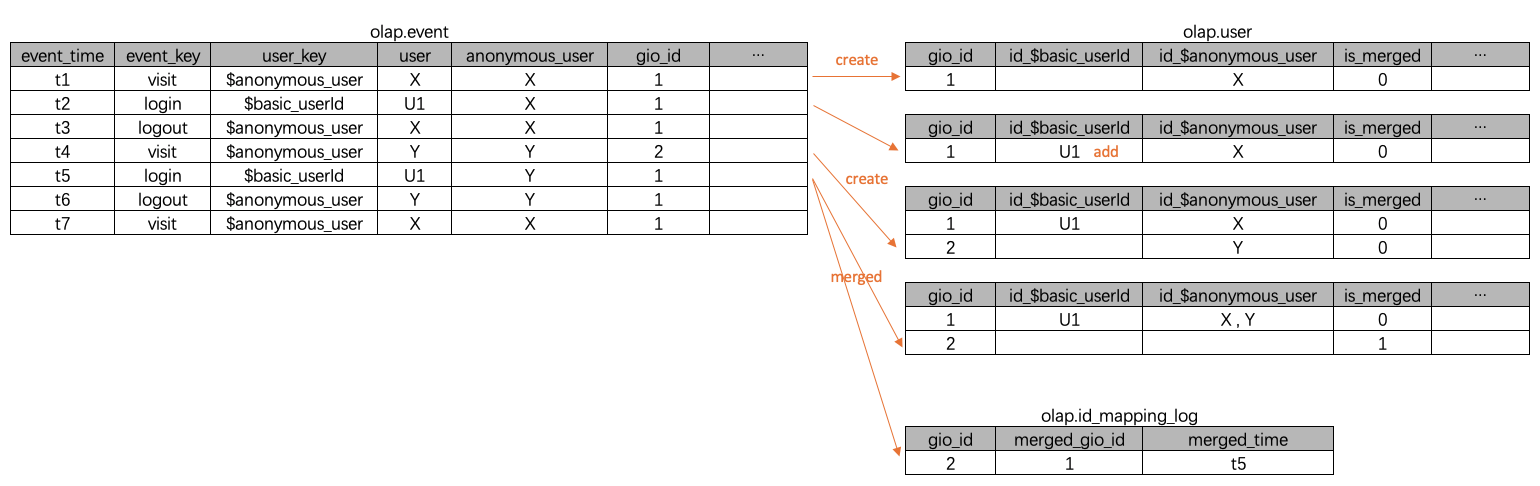 olap.event
event_time event_key user_key user anonymous_user gio_id ...
t1 visit $anonymous_user X X 1
t2 login $basic_userId U1 X 1
t3 logout $anonymous_user X X 1
t4 visit $anonymous_user Y Y 2
t5 login $basic_userId U1 Y 1
t6 logout $anonymous_user Y Y 1
t7 visit $anonymous_user X X 1
create
create
merged
olap.user
gio_id id_$basic_userId id_$anonymous_user is_merged ...
1 X 0
gio_id id_$basic_userId id_$anonymous_user is_merged ...
1 U1 add X 0
gio_id id_$basic_userId id_$anonymous_user is_merged ...
1 U1 X 0
2 Y 0
gio_id id_$basic_userId id_$anonymous_user is_merged ...
1 U1 X , Y 0
2 1
olap.id_mapping_log
gio_id merged_gio_id merged_time
2 1 t5